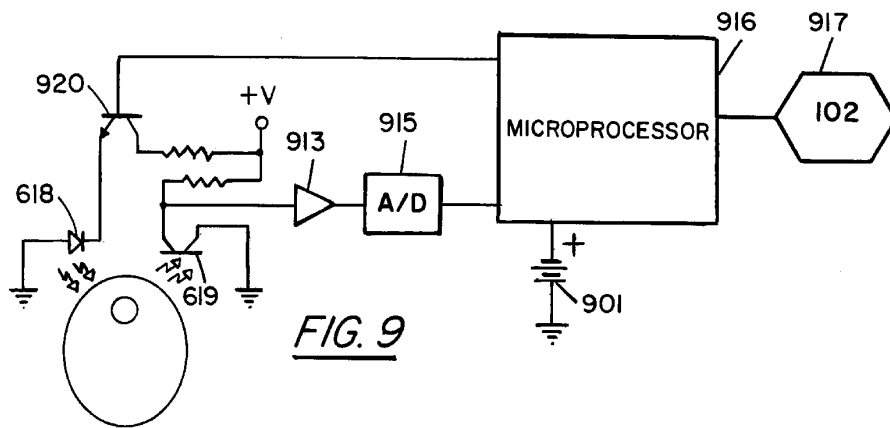 916
917
920
+V
913
915
MICROPROCESSOR
102
618
A/D
619
+
901
FIG. 9